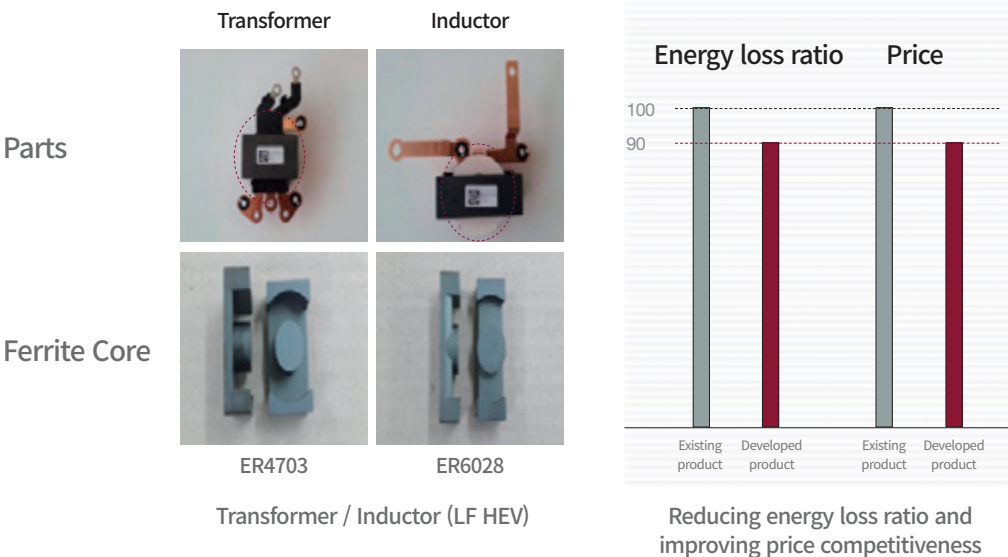 Transformer
Inductor
Parts
Ferrite Core
ER4703
ER6028
Transformer / Inductor (LF HEV)
Energy loss ratio
Price
100
90
Existing
product
Developed
product
Existing
product
Developed
product
Reducing energy loss ratio and
improving price competitiveness